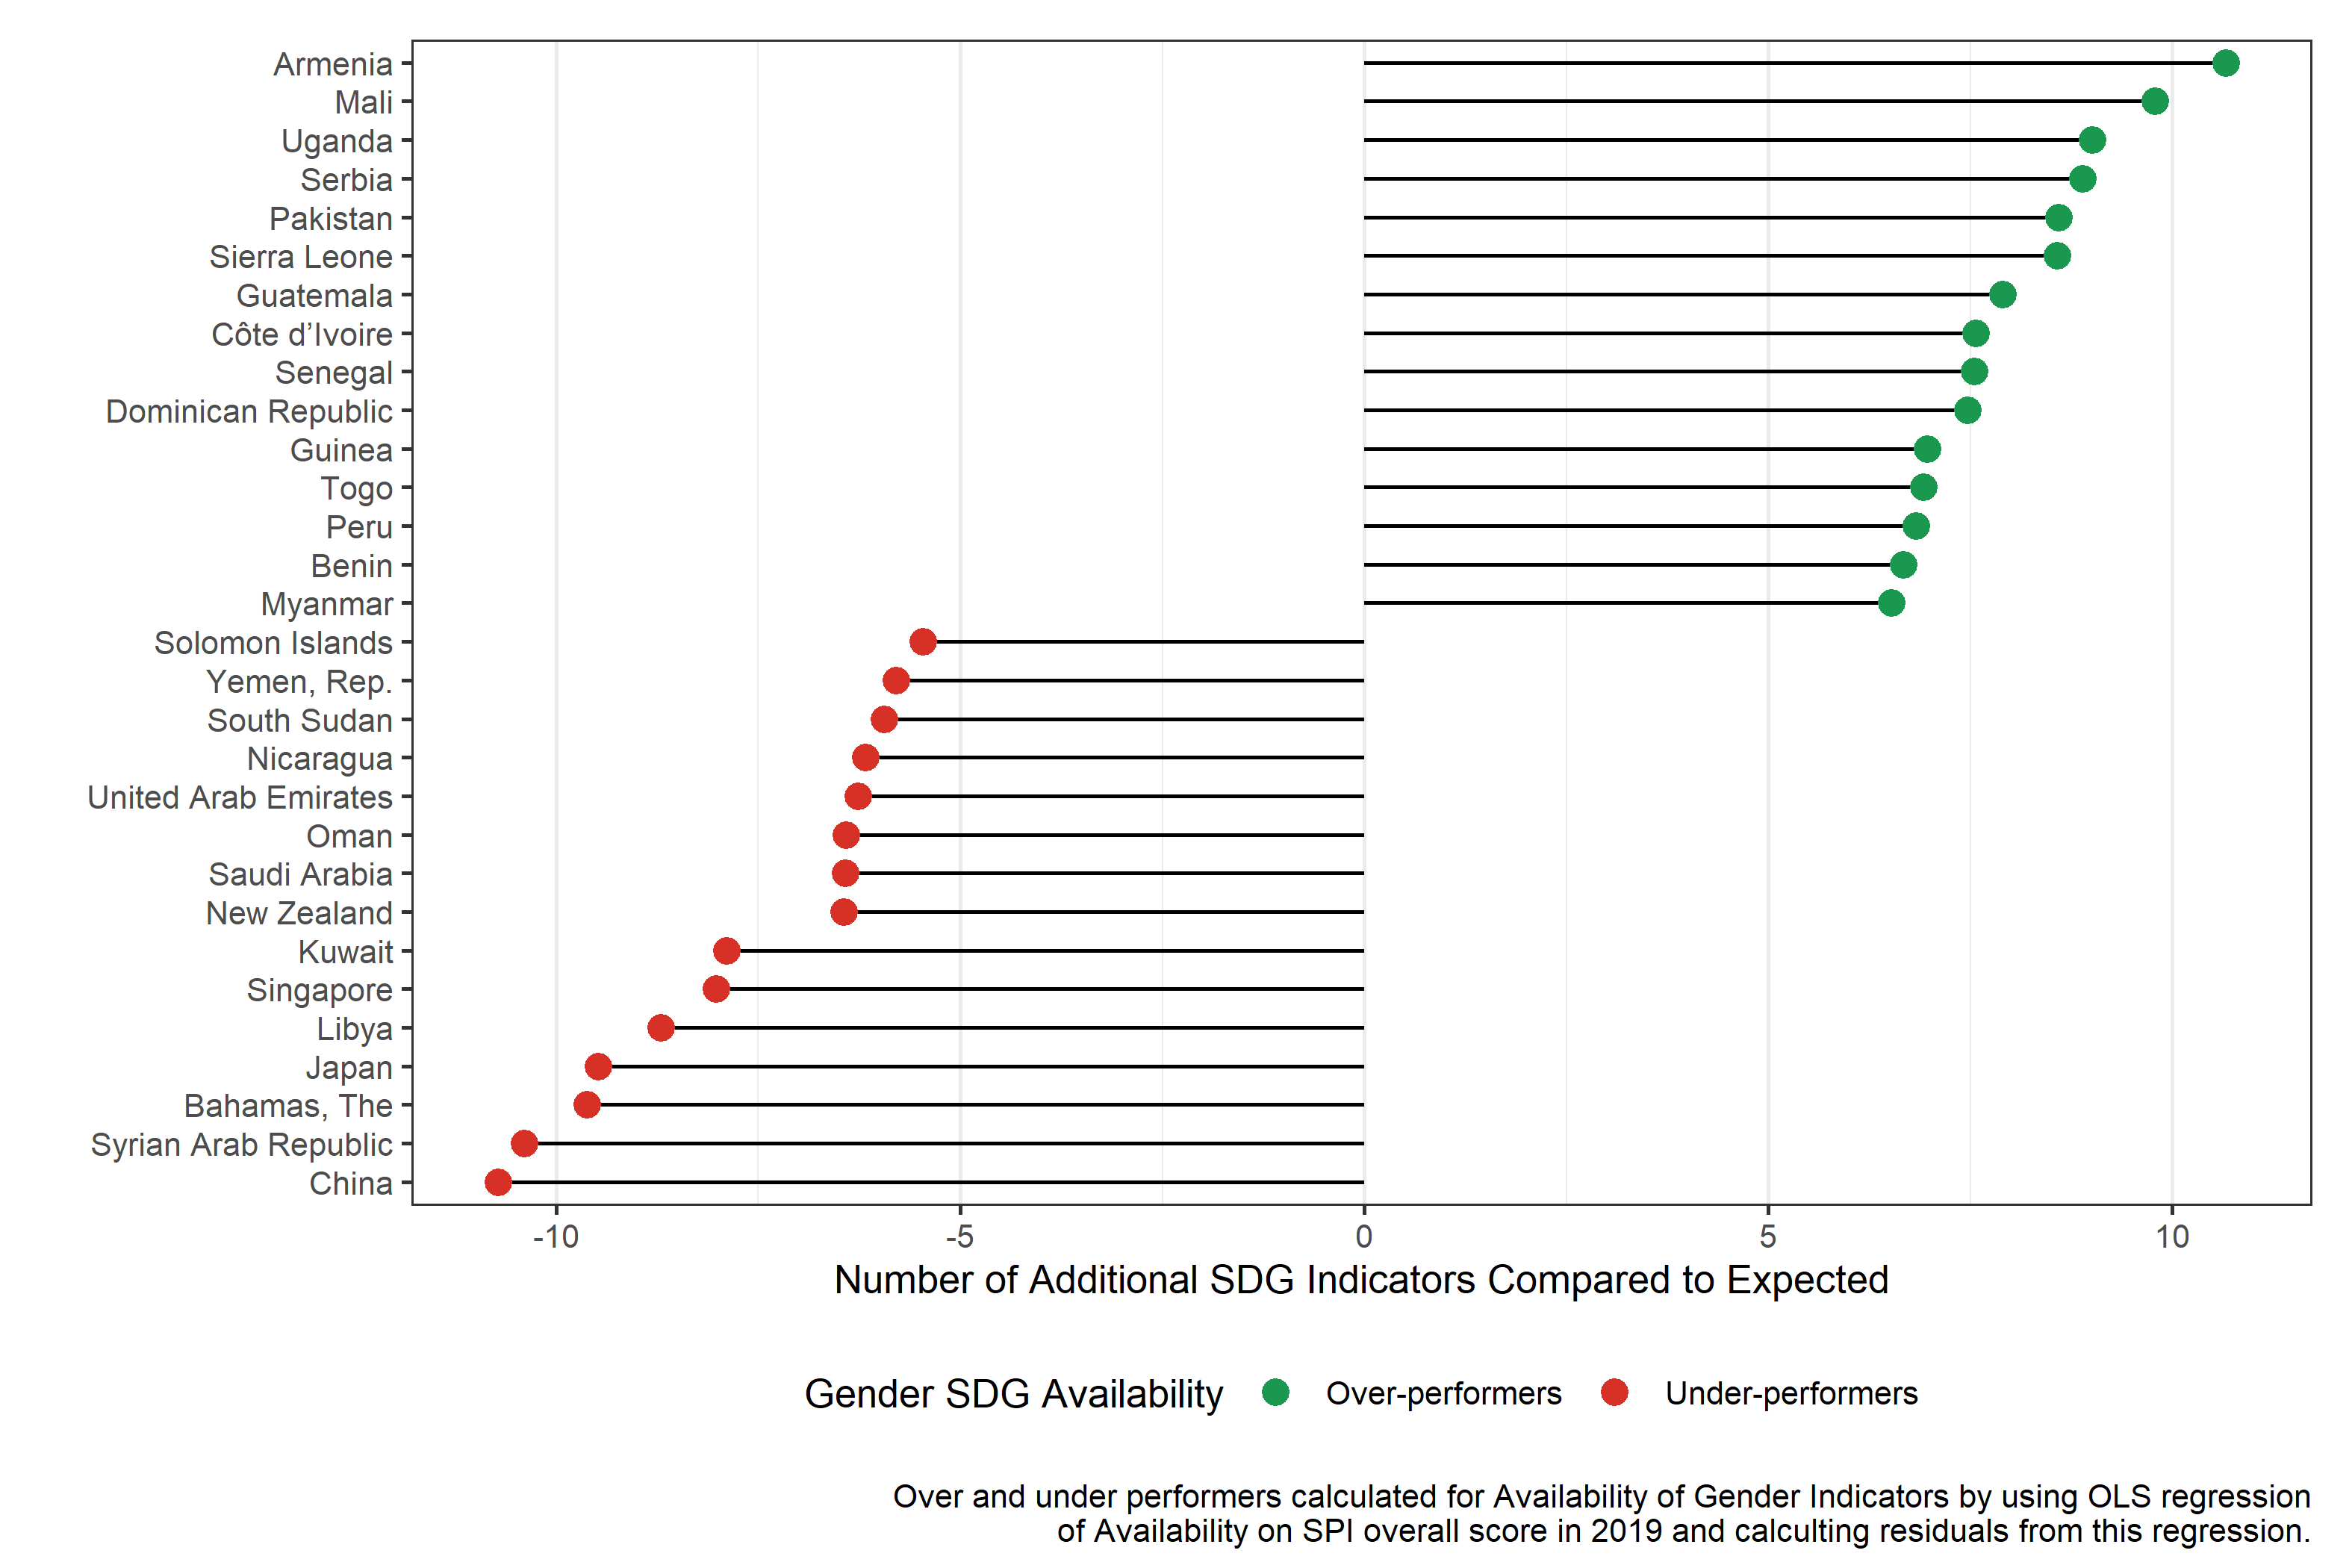 Armenia
Mali
Uganda
Serbia
Pakistan
Sierra Leone
Guatemala
Côte d’Ivoire
Senegal
Dominican Republic
Guinea
Togo
Peru
Benin
Myanmar
Solomon Islands
Yemen, Rep.
South Sudan
Nicaragua
United Arab Emirates
Oman
Saudi Arabia
New Zealand
Kuwait
Singapore
Libya
Japan
Bahamas, The
Syrian Arab Republic
China
-10 -5 0 5 10
Number of Additional SDG Indicators Compared to Expected
Gender SDG Availability Over-performers Under-performers
Over and under performers calculated for Availability of Gender Indicators by using OLS regression
of Availability on SPI overall score in 2019 and calculting residuals from this regression.